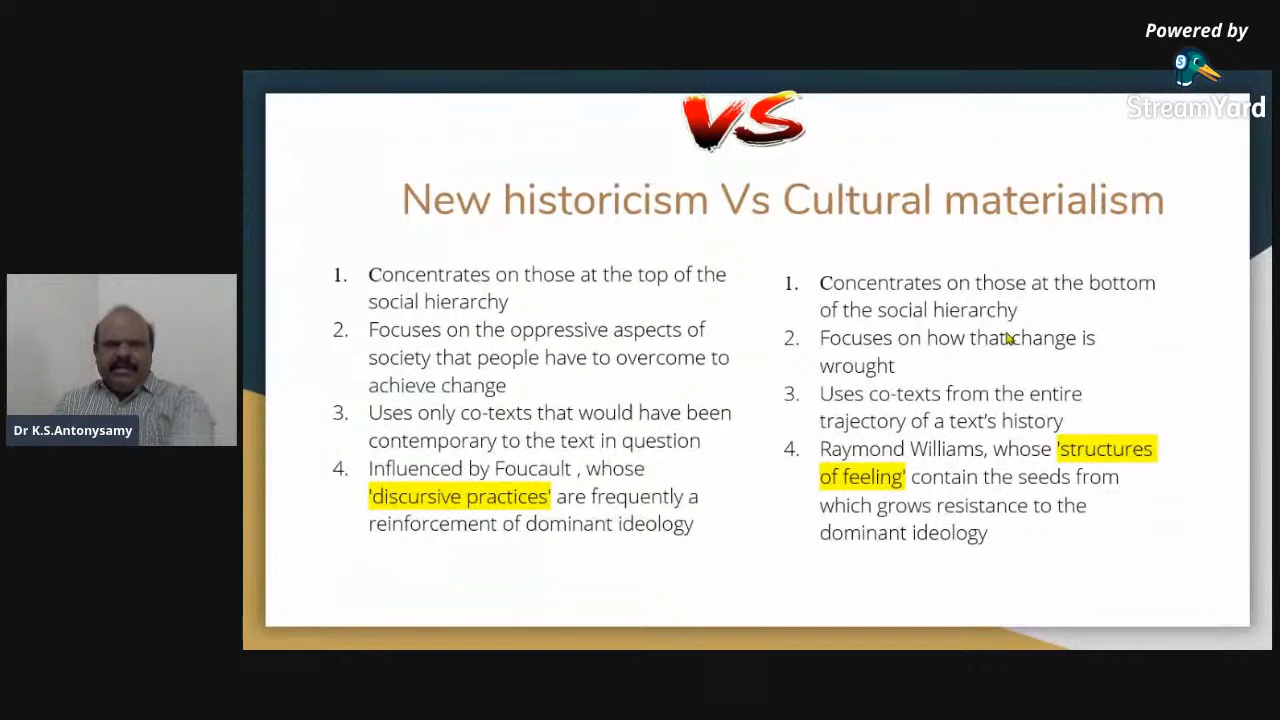 Powered by
StreamYard
VS
New historicism Vs Cultural materialism
1. Concentrates on those at the top of the
social hierarchy
2. Focuses on the oppressive aspects of
society that people have to overcome to
achieve change
3. Uses only co-texts that would have been
contemporary to the text in question
4. Influenced by Foucault , whose
'discursive practices' are frequently a
reinforcement of dominant ideology
1. Concentrates on those at the bottom
of the social hierarchy
2. Focuses on how that change is
wrought
3. Uses co-texts from the entire
trajectory of a text's history
4. Raymond Williams, whose 'structures
of feeling' contain the seeds from
which grows resistance to the
dominant ideology
Dr K.S.Antonysamy